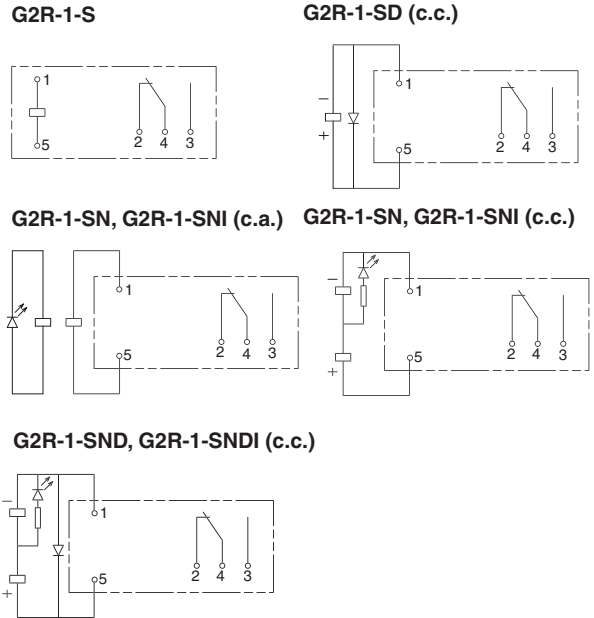 G2R-1-S
1
5
2 4 3
G2R-1-SD (c.c.)
−
+
1
5
2 4 3
G2R-1-SN, G2R-1-SNI (c.a.)
1
5
2 4 3
G2R-1-SN, G2R-1-SNI (c.c.)
−
+
1
5
2 4 3
G2R-1-SND, G2R-1-SNDI (c.c.)
−
+
1
5
2 4 3